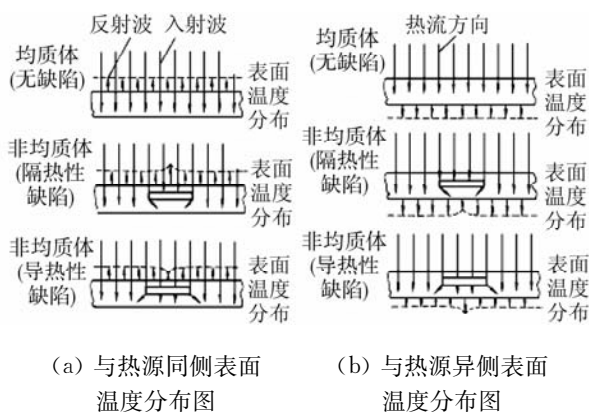 反射波 入射波
均质体
(无缺陷)
表面
温度
分布
非均质体
(隔热性
缺陷)
表面
温度
分布
非均质体
(导热性
缺陷)
表面
温度
分布
(a) 与热源同侧表面
温度分布图
热流方向
均质体
(无缺陷)
表面
温度
分布
非均质体
(隔热性
缺陷)
表面
温度
分布
非均质体
(导热性
缺陷)
表面
温度
分布
(b) 与热源异侧表面
温度分布图